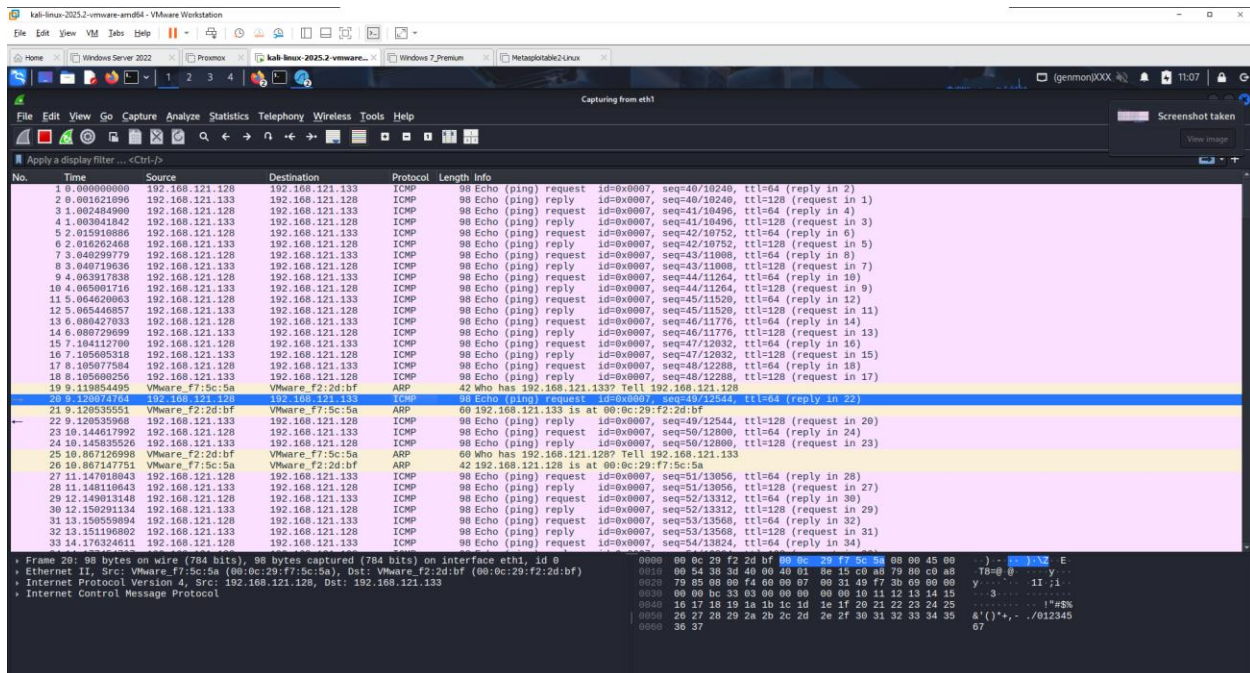 kali-linux-2025.2-vmware-amd64 - VMware Workstation
File Edit View VM Tabs Help
Home Windows Server 2022 Proxmox kali-linux-2025.2-vmware... Windows 7_Premium Metasploitable2-Linux
1 2 3 4 (genmon)XXX 11:07
Capturing from eth1
File Edit View Go Capture Analyze Statistics Telephony Wireless Tools Help
Screenshot taken
View image
Apply a display filter ... <Ctrl-/>
No. Time Source Destination Protocol Length Info
1 0.000000000 192.168.121.128 192.168.121.133 ICMP 98 Echo (ping) request id=0x0007, seq=40/10240, ttl=64 (reply in 2)
2 0.001621096 192.168.121.133 192.168.121.128 ICMP 98 Echo (ping) reply id=0x0007, seq=40/10240, ttl=128 (request in 1)
3 1.002484900 192.168.121.128 192.168.121.133 ICMP 98 Echo (ping) request id=0x0007, seq=41/10496, ttl=64 (reply in 4)
4 1.003041842 192.168.121.133 192.168.121.128 ICMP 98 Echo (ping) reply id=0x0007, seq=41/10496, ttl=128 (request in 3)
5 2.015910886 192.168.121.128 192.168.121.133 ICMP 98 Echo (ping) request id=0x0007, seq=42/10752, ttl=64 (reply in 6)
6 2.016262468 192.168.121.133 192.168.121.128 ICMP 98 Echo (ping) reply id=0x0007, seq=42/10752, ttl=128 (request in 5)
7 3.040299779 192.168.121.128 192.168.121.133 ICMP 98 Echo (ping) request id=0x0007, seq=43/11008, ttl=64 (reply in 8)
8 3.040719636 192.168.121.133 192.168.121.128 ICMP 98 Echo (ping) reply id=0x0007, seq=43/11008, ttl=128 (request in 7)
9 4.063917838 192.168.121.128 192.168.121.133 ICMP 98 Echo (ping) request id=0x0007, seq=44/11264, ttl=64 (reply in 10)
10 4.065001716 192.168.121.133 192.168.121.128 ICMP 98 Echo (ping) reply id=0x0007, seq=44/11264, ttl=128 (request in 9)
11 5.064620063 192.168.121.128 192.168.121.133 ICMP 98 Echo (ping) request id=0x0007, seq=45/11520, ttl=64 (reply in 12)
12 5.065446857 192.168.121.133 192.168.121.128 ICMP 98 Echo (ping) reply id=0x0007, seq=45/11520, ttl=128 (request in 11)
13 6.080427033 192.168.121.128 192.168.121.133 ICMP 98 Echo (ping) request id=0x0007, seq=46/11776, ttl=64 (reply in 14)
14 6.080729699 192.168.121.133 192.168.121.128 ICMP 98 Echo (ping) reply id=0x0007, seq=46/11776, ttl=128 (request in 13)
15 7.104112700 192.168.121.128 192.168.121.133 ICMP 98 Echo (ping) request id=0x0007, seq=47/12032, ttl=64 (reply in 16)
16 7.105605318 192.168.121.133 192.168.121.128 ICMP 98 Echo (ping) reply id=0x0007, seq=47/12032, ttl=128 (request in 15)
17 8.105077584 192.168.121.128 192.168.121.133 ICMP 98 Echo (ping) request id=0x0007, seq=48/12288, ttl=64 (reply in 18)
18 8.105600256 192.168.121.133 192.168.121.128 ICMP 98 Echo (ping) reply id=0x0007, seq=48/12288, ttl=128 (request in 17)
19 9.119854495 VMware_f7:5c:5a VMware_f2:2d:bf ARP 42 Who has 192.168.121.133? Tell 192.168.121.128
20 9.120074764 192.168.121.128 192.168.121.133 ICMP 98 Echo (ping) request id=0x0007, seq=49/12544, ttl=64 (reply in 22)
21 9.120535551 VMware_f2:2d:bf VMware_f7:5c:5a ARP 60 192.168.121.133 is at 00:0c:29:f2:2d:bf
22 9.120535968 192.168.121.133 192.168.121.128 ICMP 98 Echo (ping) reply id=0x0007, seq=49/12544, ttl=128 (request in 20)
23 10.144617992 192.168.121.128 192.168.121.133 ICMP 98 Echo (ping) request id=0x0007, seq=50/12800, ttl=64 (reply in 24)
24 10.145835526 192.168.121.133 192.168.121.128 ICMP 98 Echo (ping) reply id=0x0007, seq=50/12800, ttl=128 (request in 23)
25 10.867126998 VMware_f2:2d:bf VMware_f7:5c:5a ARP 60 Who has 192.168.121.128? Tell 192.168.121.133
26 10.867147751 VMware_f7:5c:5a VMware_f2:2d:bf ARP 42 192.168.121.128 is at 00:0c:29:f7:5c:5a
27 11.147018043 192.168.121.128 192.168.121.133 ICMP 98 Echo (ping) request id=0x0007, seq=51/13056, ttl=64 (reply in 28)
28 11.148110643 192.168.121.133 192.168.121.128 ICMP 98 Echo (ping) reply id=0x0007, seq=51/13056, ttl=128 (request in 27)
29 12.149013148 192.168.121.128 192.168.121.133 ICMP 98 Echo (ping) request id=0x0007, seq=52/13312, ttl=64 (reply in 30)
30 12.150291134 192.168.121.133 192.168.121.128 ICMP 98 Echo (ping) reply id=0x0007, seq=52/13312, ttl=128 (request in 29)
31 13.150559894 192.168.121.128 192.168.121.133 ICMP 98 Echo (ping) request id=0x0007, seq=53/13568, ttl=64 (reply in 32)
32 13.151196802 192.168.121.133 192.168.121.128 ICMP 98 Echo (ping) reply id=0x0007, seq=53/13568, ttl=128 (request in 31)
33 14.176324611 192.168.121.128 192.168.121.133 ICMP 98 Echo (ping) request id=0x0007, seq=54/13824, ttl=64 (reply in 34)
Frame 20: 98 bytes on wire (784 bits), 98 bytes captured (784 bits) on interface eth1, id 0
Ethernet II, Src: VMware_f7:5c:5a (00:0c:29:f7:5c:5a), Dst: VMware_f2:2d:bf (00:0c:29:f2:2d:bf)
Internet Protocol Version 4, Src: 192.168.121.128, Dst: 192.168.121.133
Internet Control Message Protocol
0000 00 0c 29 f2 2d bf 00 0c 29 f7 5c 5a 08 00 45 00 ··)·-···)·\Z··E·
0010 00 54 38 3d 40 00 40 01 8e 15 c0 a8 79 80 c0 a8 ·T8=@·@·····y···
0020 79 85 08 00 f4 60 00 07 00 31 49 f7 3b 69 00 00 y····`···1I·;i··
0030 00 00 bc 33 03 00 00 00 00 00 10 11 12 13 14 15 ···3············
0040 16 17 18 19 1a 1b 1c 1d 1e 1f 20 21 22 23 24 25 ·········· !"#$%
0050 26 27 28 29 2a 2b 2c 2d 2e 2f 30 31 32 33 34 35 &'()*+,-./012345
0060 36 37 67